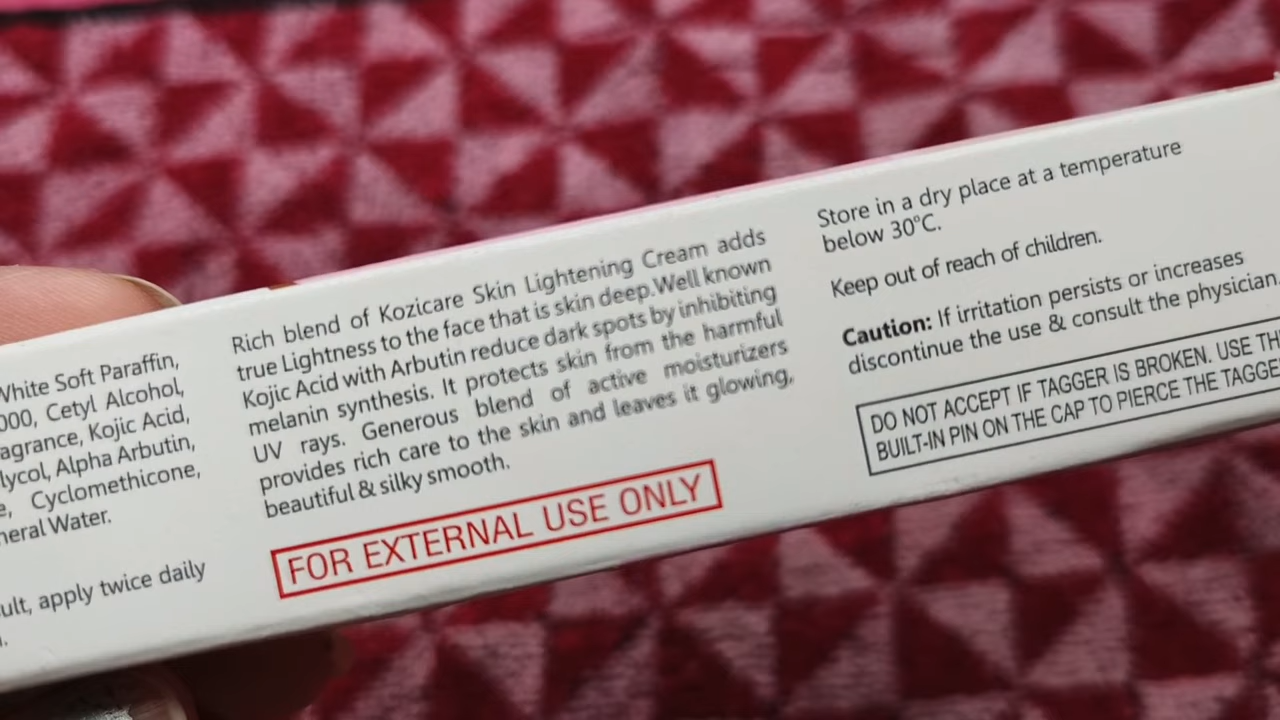 White Soft Paraffin,
000, Cetyl Alcohol,
agrance, Kojic Acid,
lycol, Alpha Arbutin,
e, Cyclomethicone,
neral Water.
ult, apply twice daily
Rich blend of Kozicare Skin Lightening Cream adds
true Lightness to the face that is skin deep.Well known
Kojic Acid with Arbutin reduce dark spots by inhibiting
melanin synthesis. It protects skin from the harmful
UV rays. Generous blend of active moisturizers
provides rich care to the skin and leaves it glowing,
beautiful & silky smooth.
FOR EXTERNAL USE ONLY
Store in a dry place at a temperature
below 30°C.
Keep out of reach of children.
Caution: If irritation persists or increases
discontinue the use & consult the physician.
DO NOT ACCEPT IF TAGGER IS BROKEN. USE TH
BUILT-IN PIN ON THE CAP TO PIERCE THE TAGGE